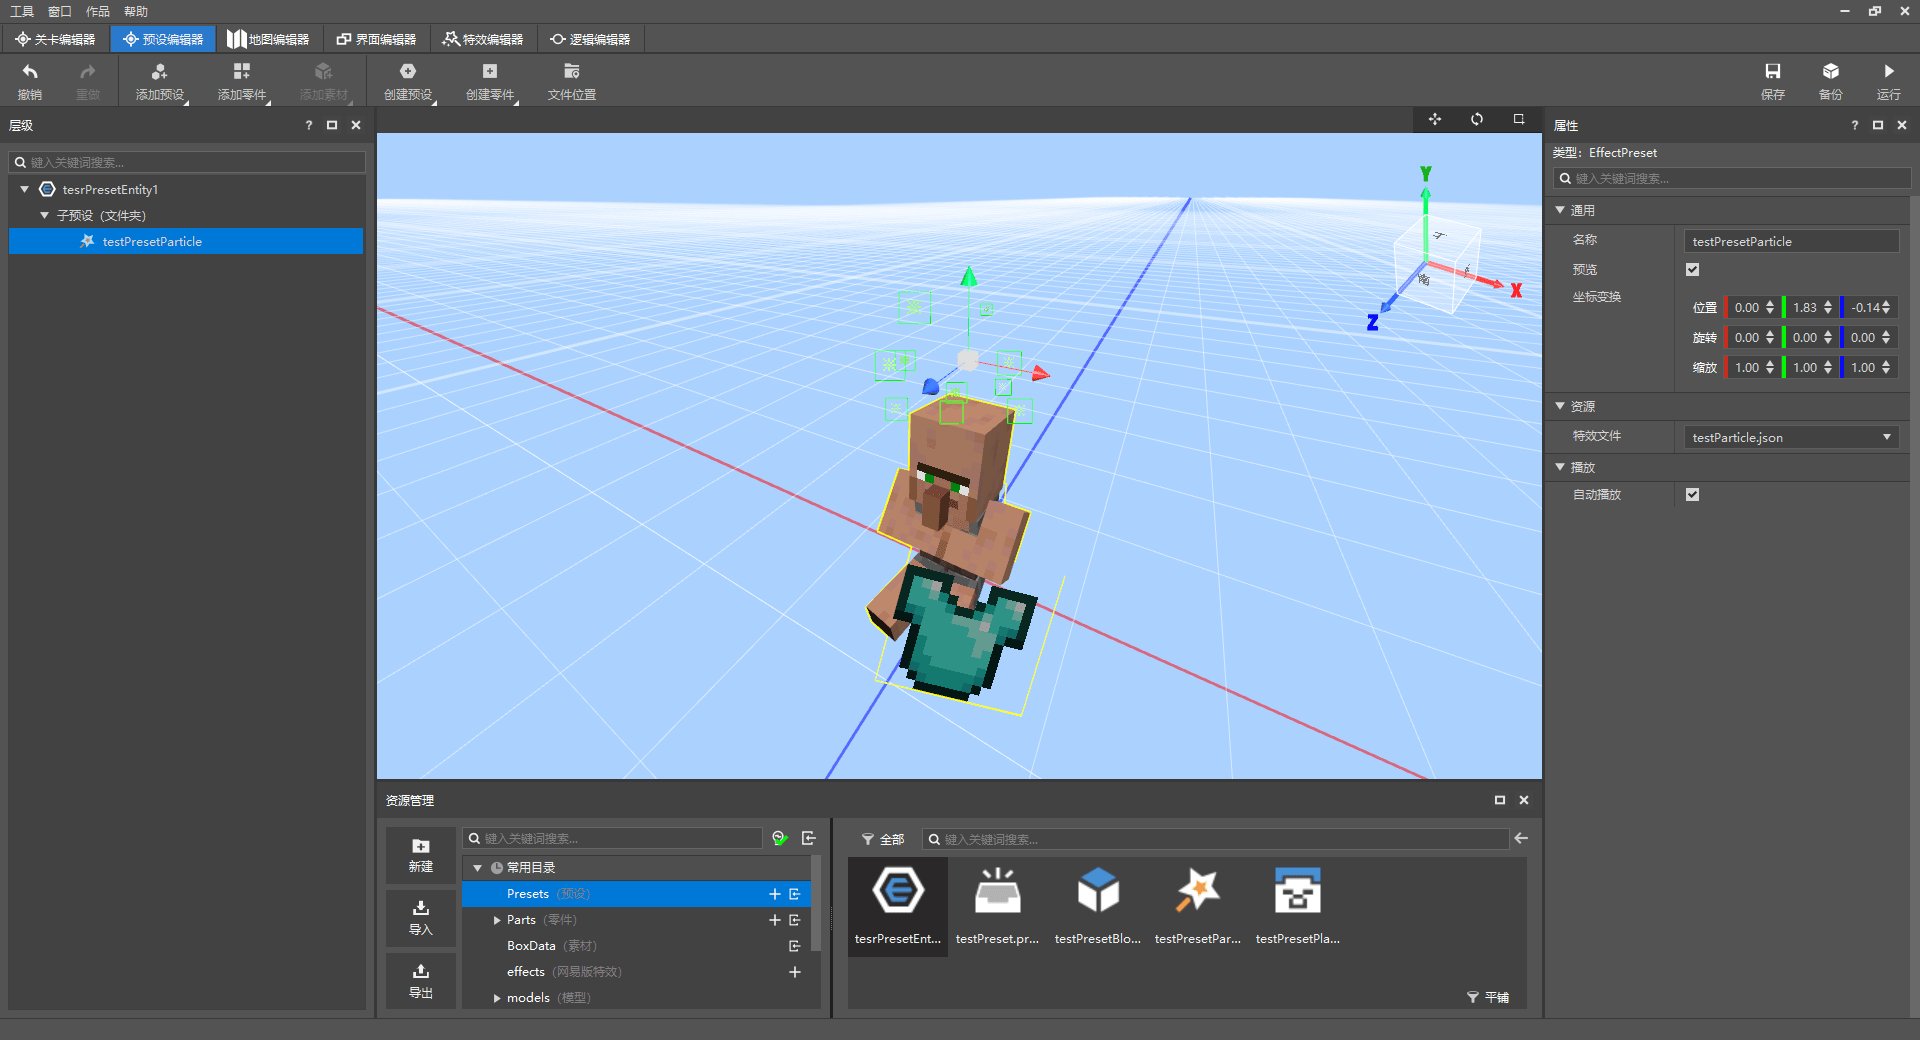 工具 窗口 作品 帮助
关卡编辑器 预设编辑器 地图编辑器 界面编辑器 特效编辑器 逻辑编辑器
撤销 重做 添加预设 添加零件 添加素材 创建预设 创建零件 文件位置 保存 备份 运行
层级 ?
键入关键词搜索...
tesrPresetEntity1
子预设 (文件夹)
testPresetParticle
Y
X
Z
属性 ?
类型: EffectPreset
键入关键词搜索...
通用
名称 testPresetParticle
预览
坐标变换
位置 0.00 1.83 -0.14
旋转 0.00 0.00 0.00
缩放 1.00 1.00 1.00
资源
特效文件 testParticle.json
播放
自动播放
资源管理
新建
导入
导出
键入关键词搜索...
常用目录
Presets (预设)
Parts (零件)
BoxData (素材)
effects (网易版特效)
models (模型)
全部 键入关键词搜索...
tesrPresetEnt... testPreset.pr... testPresetBlo... testPresetPar... testPresetPla...
平铺